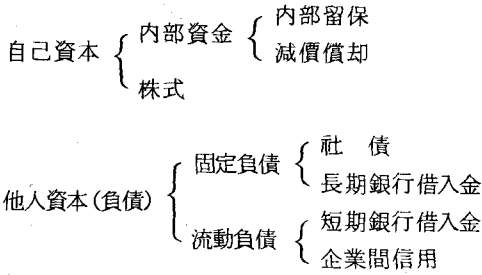 内部留保
自己資本 内部資金
減価償却
株式
社 債
固定負債
長期銀行借入金
他人資本(負債)
短期銀行借入金
流動負債
企業間信用